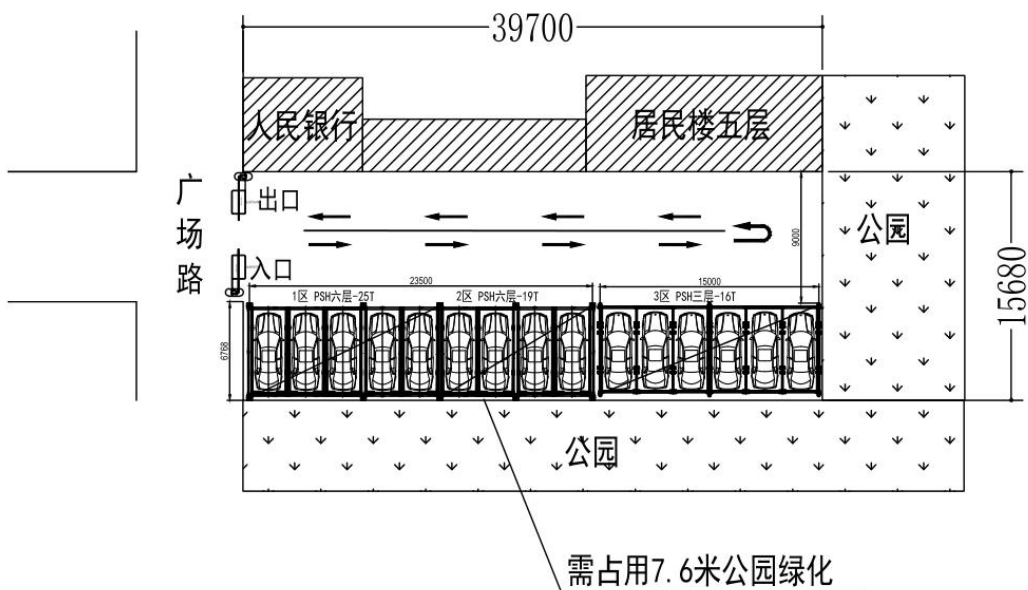 39700
人民银行
居民楼五层
广场路
出口
公园
9000
15680
入口
23500
15000
1区 PSH六层-25T
2区 PSH六层-19T
3区 PSH三层-16T
6768
公园
需占用7.6米公园绿化